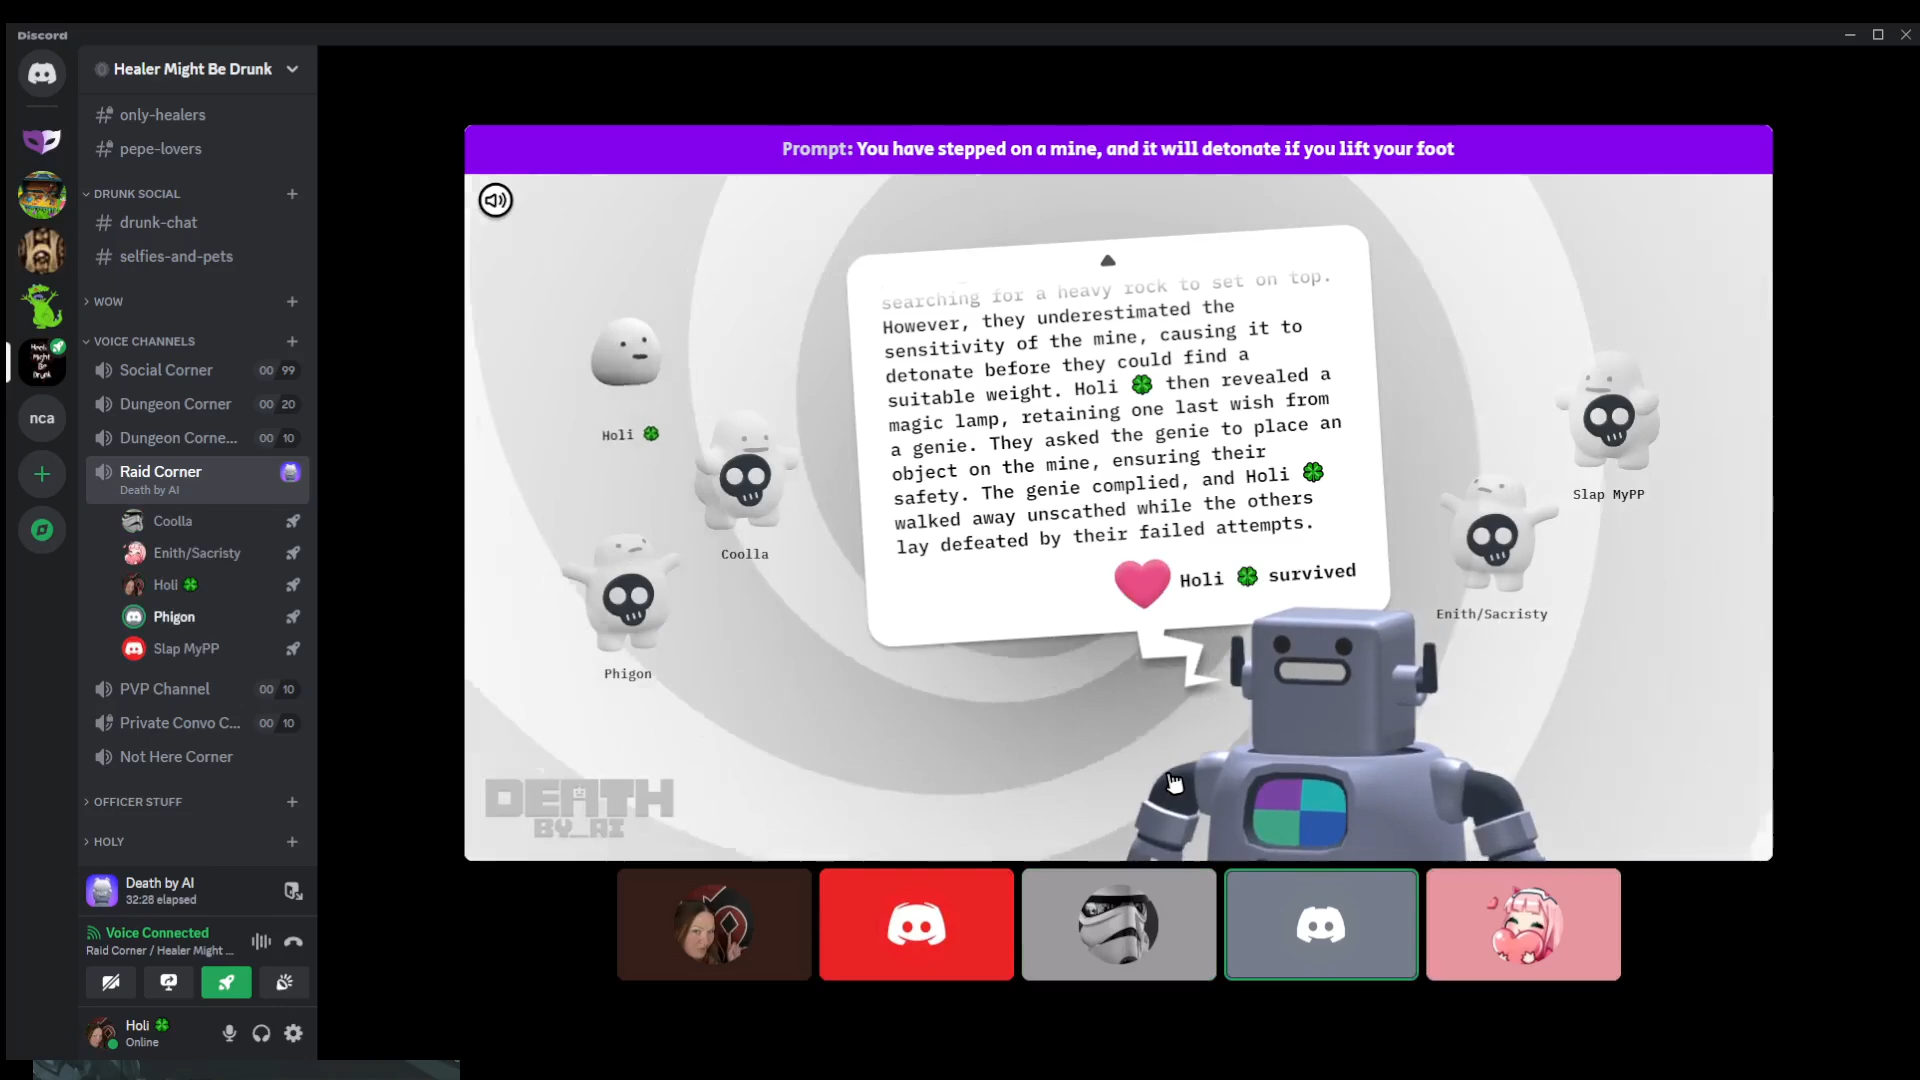 Discord
Healer Might Be Drunk
only-healers
pepe-lovers
DRUNK SOCIAL
drunk-chat
selfies-and-pets
WOW
VOICE CHANNELS
Social Corner 00 99
Dungeon Corner 00 20
Dungeon Corne... 00 10
Raid Corner
Death by AI
Coolla
Enith/Sacristy
Holi 🍀
Phigon
Slap MyPP
PVP Channel 00 10
Private Convo C... 00 10
Not Here Corner
OFFICER STUFF
HOLY
Death by AI
32:28 elapsed
Voice Connected
Raid Corner / Healer Might ...
Holi 🍀
Online
nca
Healer
Might
Be
Drunk
Prompt: You have stepped on a mine, and it will detonate if you lift your foot
searching for a heavy rock to set on top.
However, they underestimated the
sensitivity of the mine, causing it to
detonate before they could find a
suitable weight. Holi 🍀 then revealed a
magic lamp, retaining one last wish from
a genie. They asked the genie to place an
object on the mine, ensuring their
safety. The genie complied, and Holi 🍀
walked away unscathed while the others
lay defeated by their failed attempts.
Holi 🍀 survived
Holi 🍀
Coolla
Phigon
Slap MyPP
Enith/Sacristy
DEATH
BY_AI